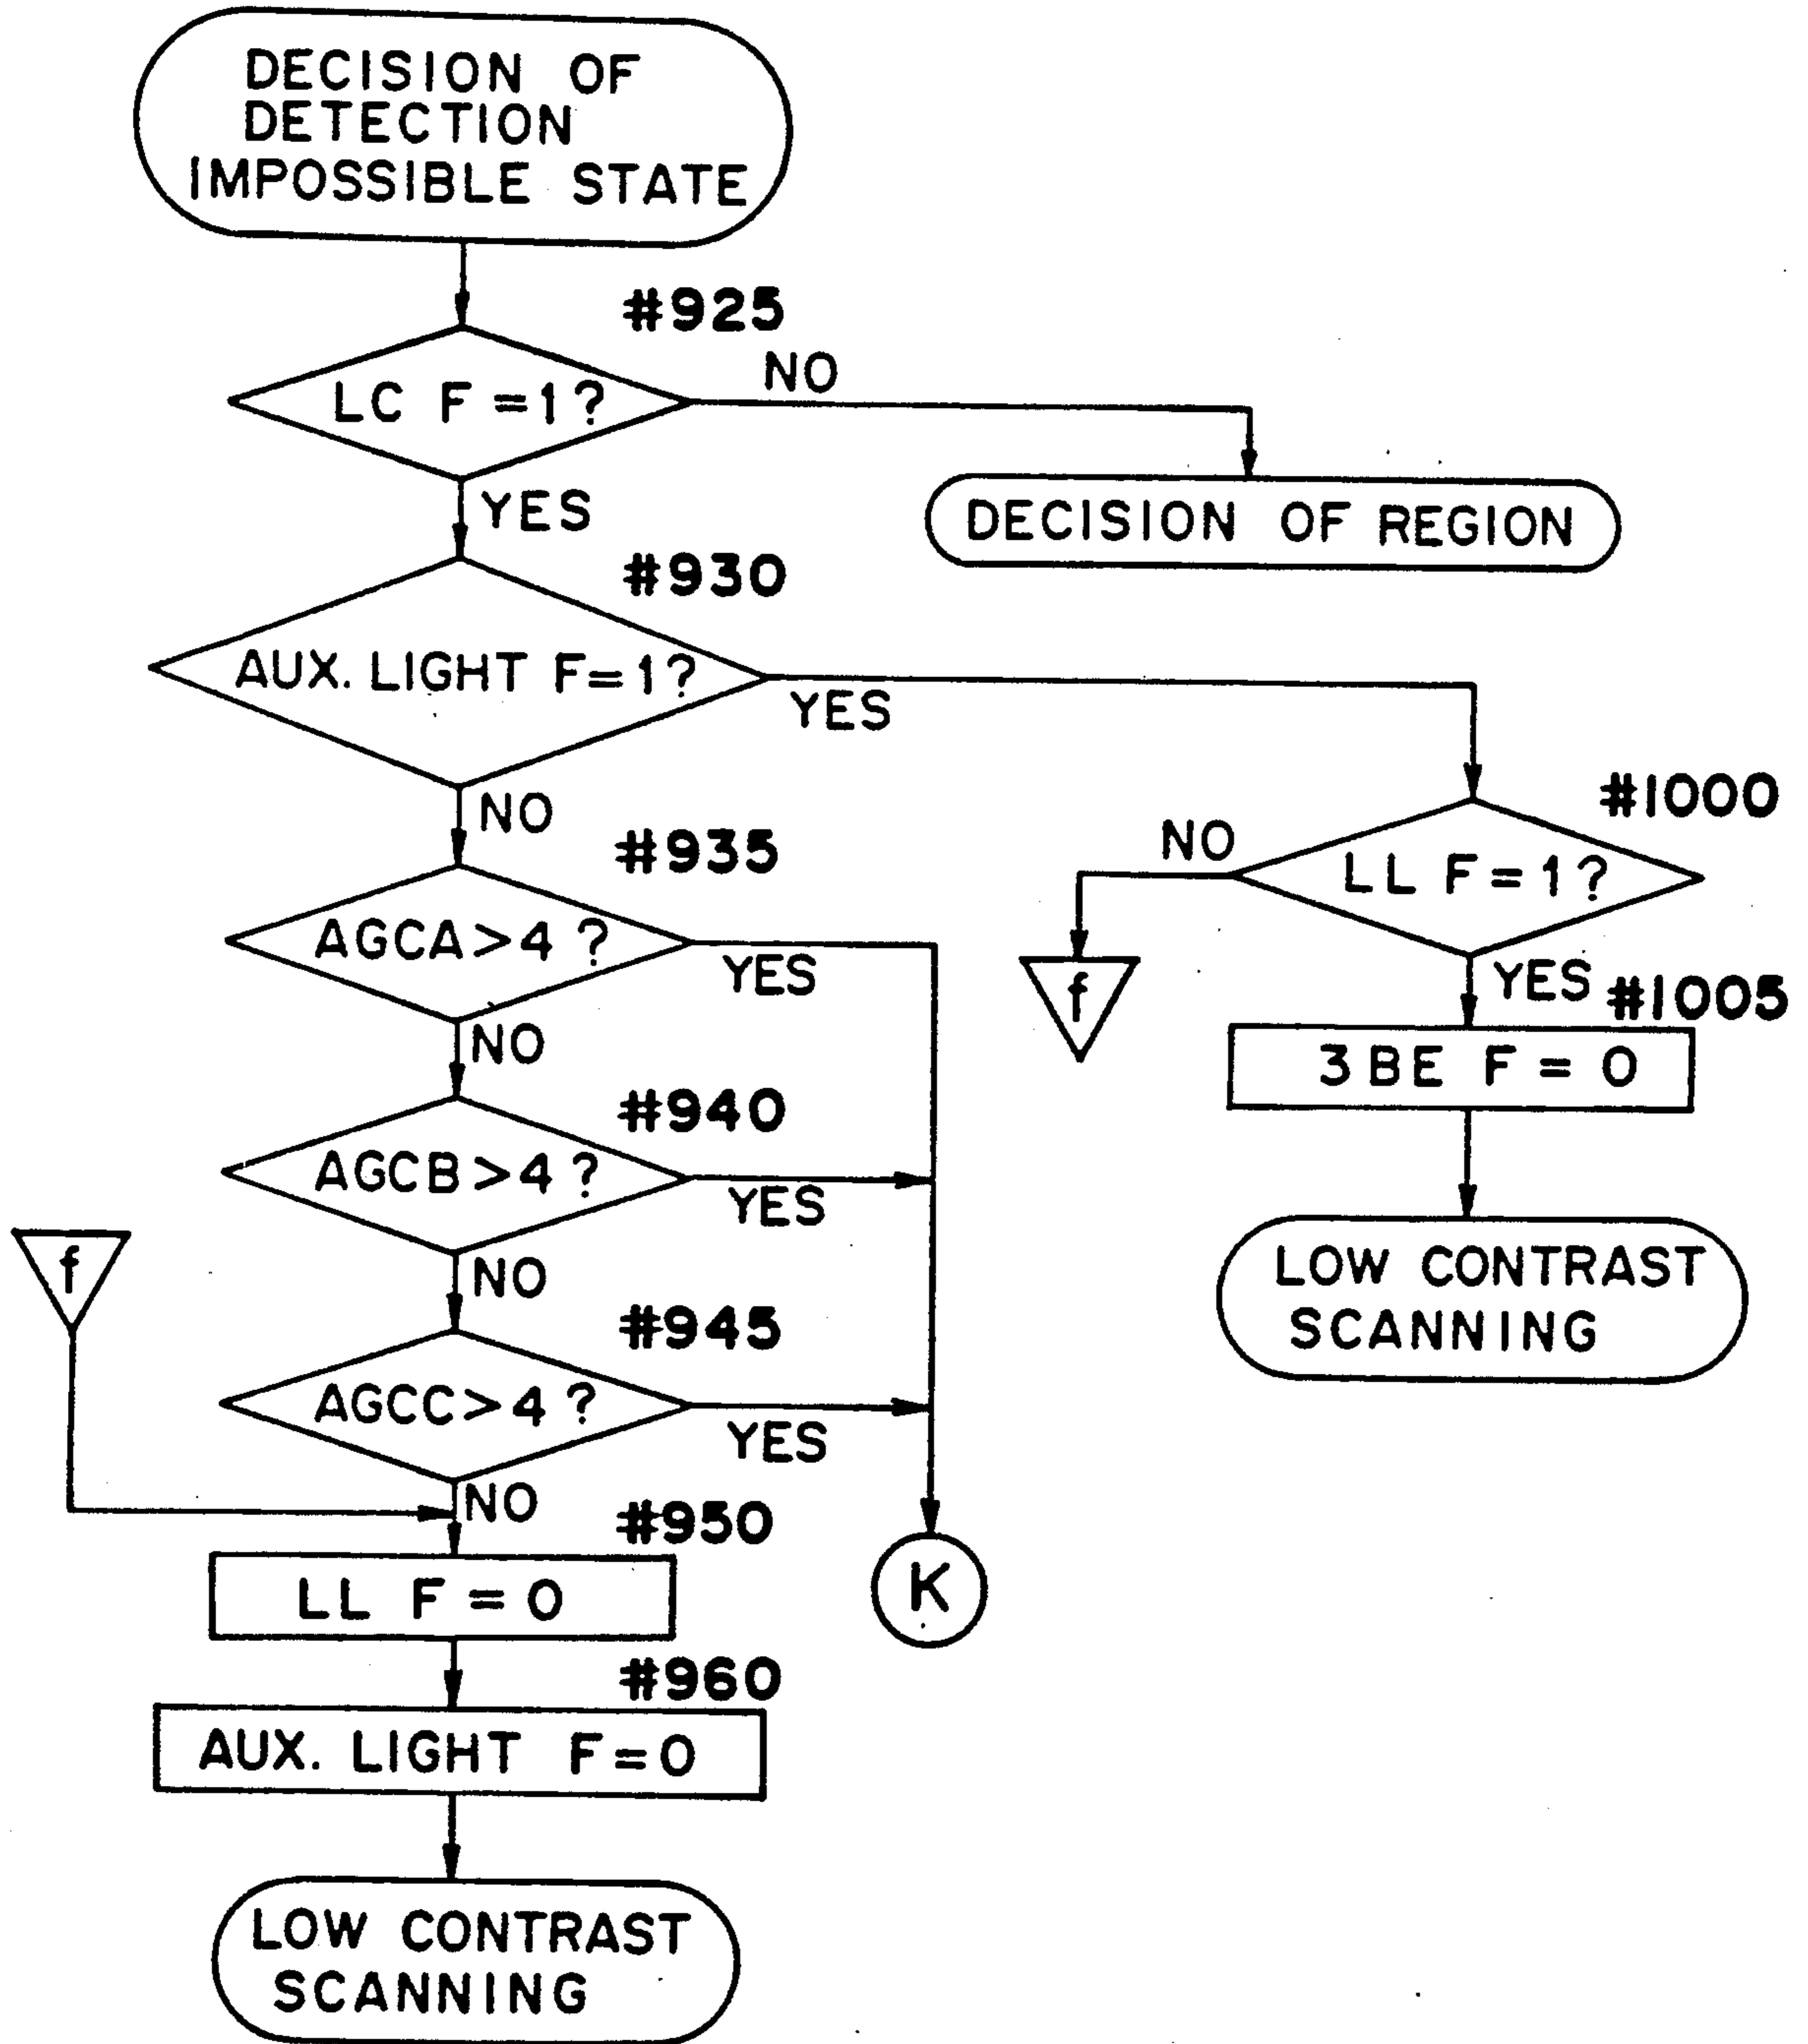 DECISION OF
DETECTION
IMPOSSIBLE STATE
#925
LC F=1?
NO
YES
DECISION OF REGION
#930
AUX. LIGHT F=1?
YES
NO
#1000
LL F=1?
NO
YES
#935
AGCA>4?
YES
NO
f
#1005
3BE F=0
#940
AGCB>4?
YES
NO
LOW CONTRAST
SCANNING
f
#945
AGCC>4?
YES
NO
#950
LL F=0
K
#960
AUX. LIGHT F=0
LOW CONTRAST
SCANNING